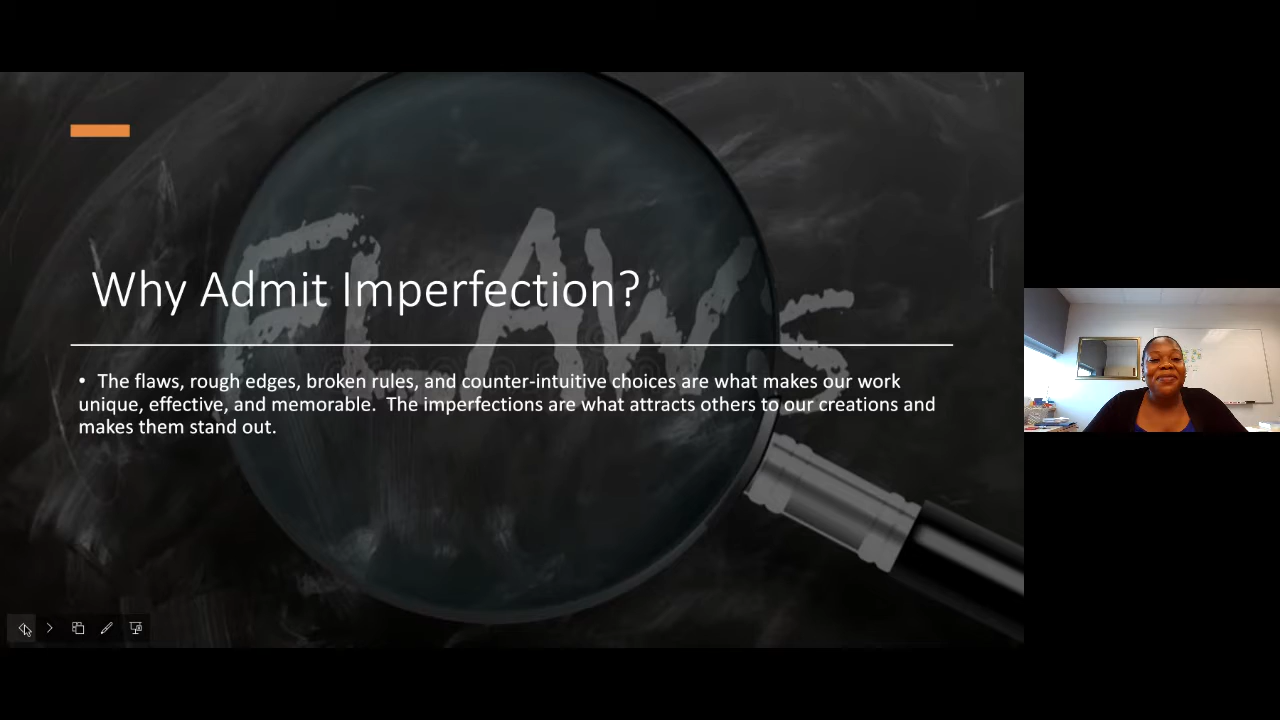 FLAWS
Why Admit Imperfection?
• The flaws, rough edges, broken rules, and counter-intuitive choices are what makes our work
unique, effective, and memorable.  The imperfections are what attracts others to our creations and
makes them stand out.